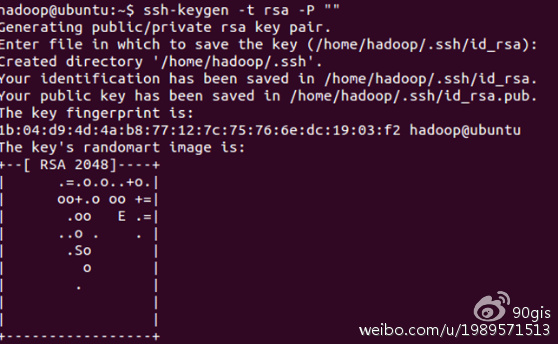 hadoop@ubuntu:~$ ssh-keygen -t rsa -P ""
Generating public/private rsa key pair.
Enter file in which to save the key (/home/hadoop/.ssh/id_rsa):
Created directory '/home/hadoop/.ssh'.
Your identification has been saved in /home/hadoop/.ssh/id_rsa.
Your public key has been saved in /home/hadoop/.ssh/id_rsa.pub.
The key fingerprint is:
1b:04:d9:4d:4a:b8:77:12:7c:75:76:6e:dc:19:03:f2 hadoop@ubuntu
The key's randomart image is:
+--[ RSA 2048]----+
|      .=.o.o..+o.|
|      oo+.o oo +=|
|       .oo   E .=|
|      ..o .    . |
|       .So       |
|         o       |
|        .        |
|                 |
|                 |
+-----------------+
90gis
weibo.com/u/1989571513